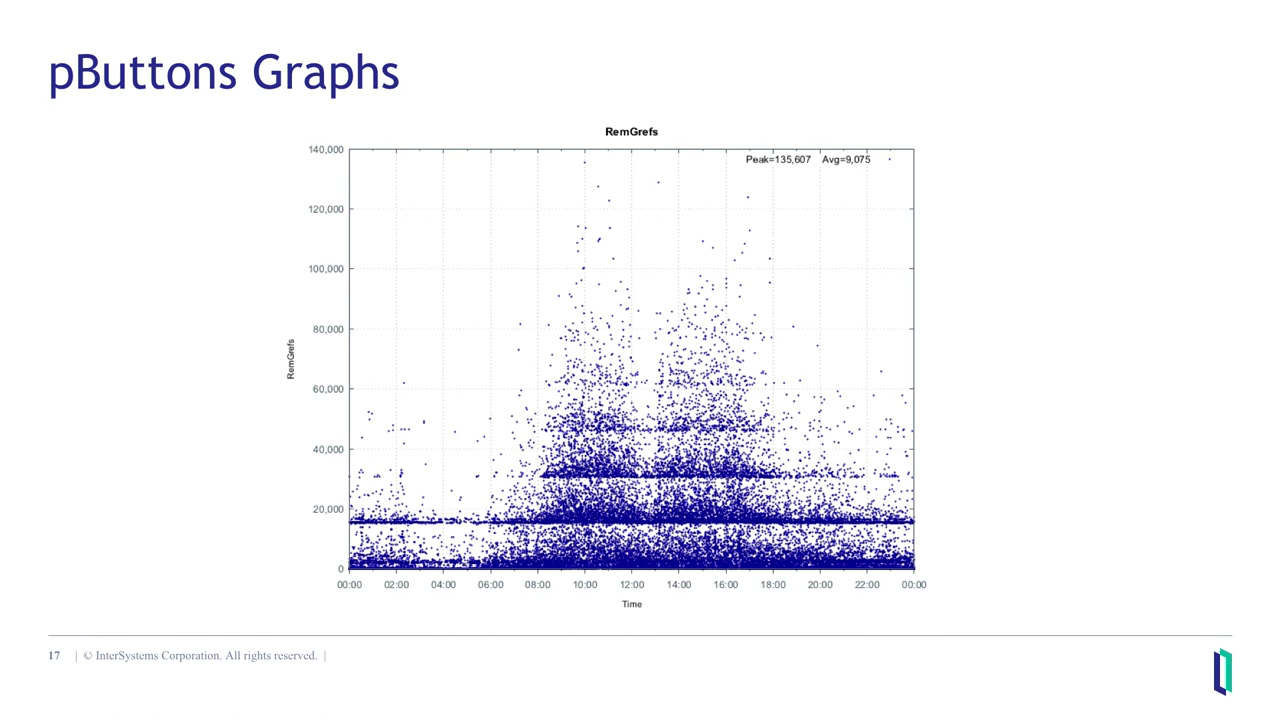 pButtons Graphs
RemGrefs
Peak=135,607 Avg=9,075
140,000
120,000
100,000
80,000
60,000
40,000
20,000
0
RemGrefs
00:00 02:00 04:00 06:00 08:00 10:00 12:00 14:00 16:00 18:00 20:00 22:00 00:00
Time
17 | © InterSystems Corporation. All rights reserved. |